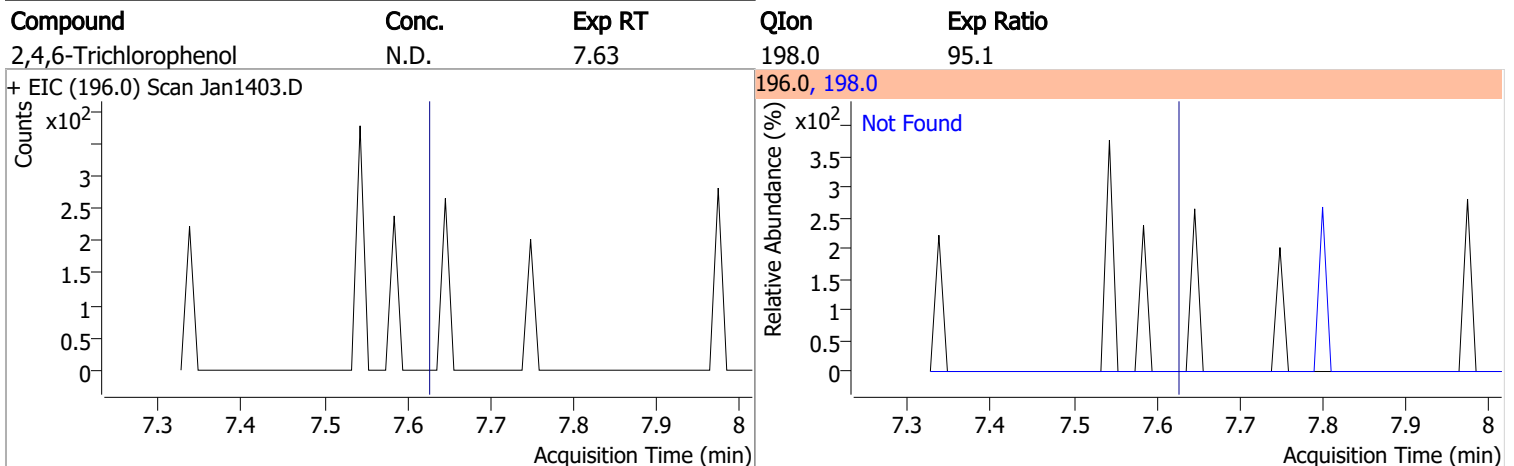 Compound Conc. Exp RT QIon Exp Ratio
2,4,6-Trichlorophenol N.D. 7.63 198.0 95.1
+ EIC (196.0) Scan Jan1403.D
Counts
x10²
3
2.5
2
1.5
1
0.5
0
7.3 7.4 7.5 7.6 7.7 7.8 7.9 8
Acquisition Time (min)
196.0, 198.0
Relative Abundance (%)
x10²
Not Found
3.5
3
2.5
2
1.5
1
0.5
0
7.3 7.4 7.5 7.6 7.7 7.8 7.9 8
Acquisition Time (min)